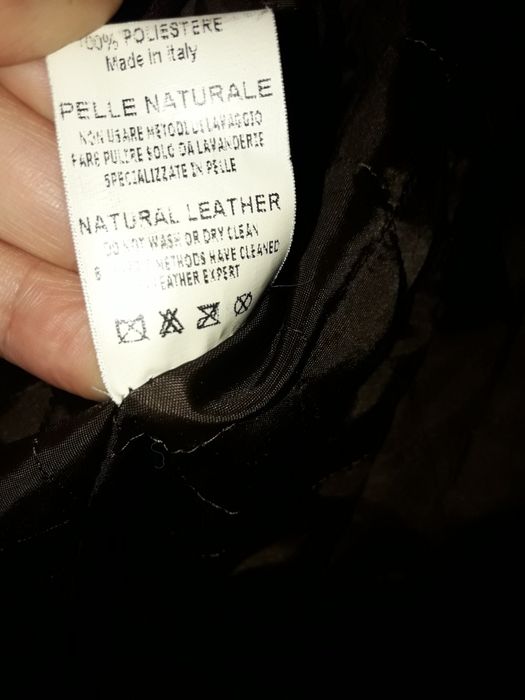 100% POLIESTERE
Made in Italy
PELLE NATURALE
NON USARE METODI DI LAVAGGIO
FARE PULIRE SOLO DA LAVANDERIE
SPECIALIZZATE IN PELLE
NATURAL LEATHER
DO NOT WASH OR DRY CLEAN
METHODS HAVE CLEANED
LEATHER EXPERT